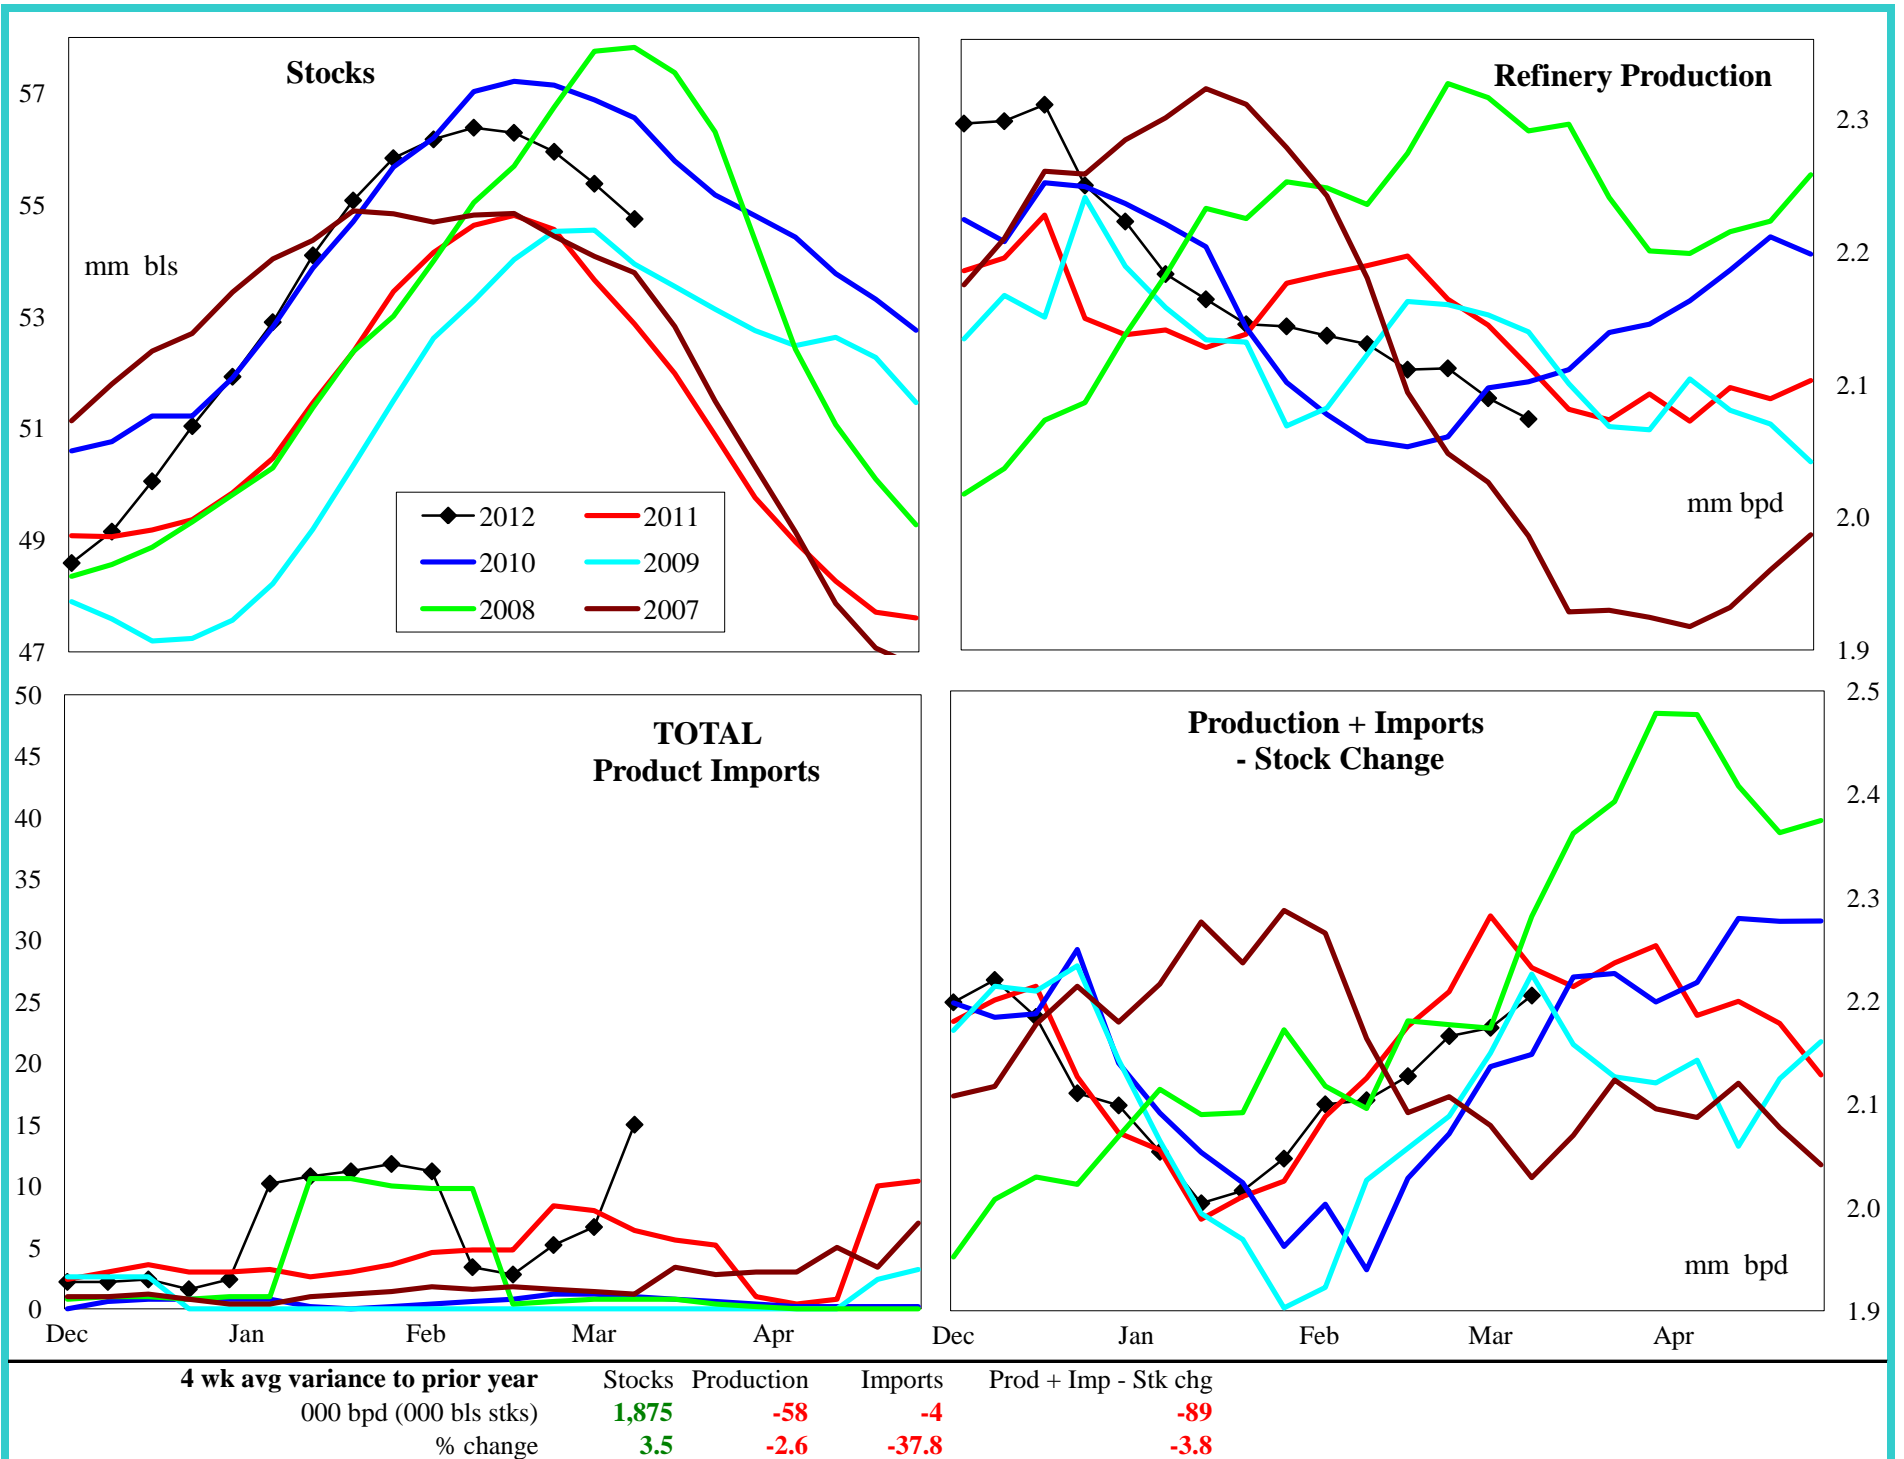 Stocks
57
55
53
51
49
47
mm bls
2012 2011
2010 2009
2008 2007
Refinery Production
2.3
2.2
2.1
2.0
1.9
mm bpd
TOTAL
Product Imports
50
45
40
35
30
25
20
15
10
5
0
Dec Jan Feb Mar Apr
Production + Imports
- Stock Change
2.5
2.4
2.3
2.2
2.1
2.0
1.9
mm bpd
Dec Jan Feb Mar Apr
4 wk avg variance to prior year Stocks Production Imports Prod + Imp - Stk chg
000 bpd (000 bls stks) 1,875 -58 -4 -89
% change 3.5 -2.6 -37.8 -3.8